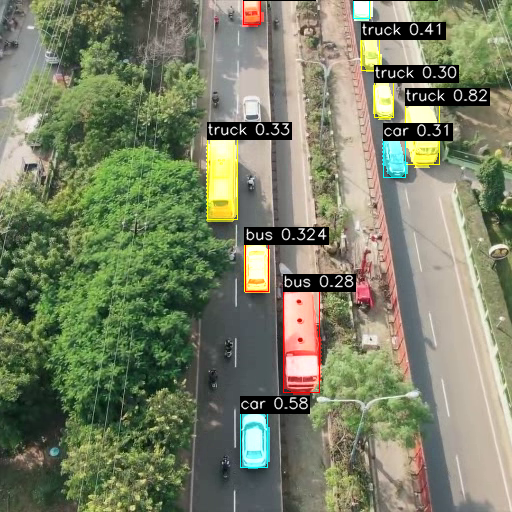 truck 0.41
truck 0.30
truck 0.82
truck 0.33
car 0.31
bus 0.324
bus 0.28
car 0.58